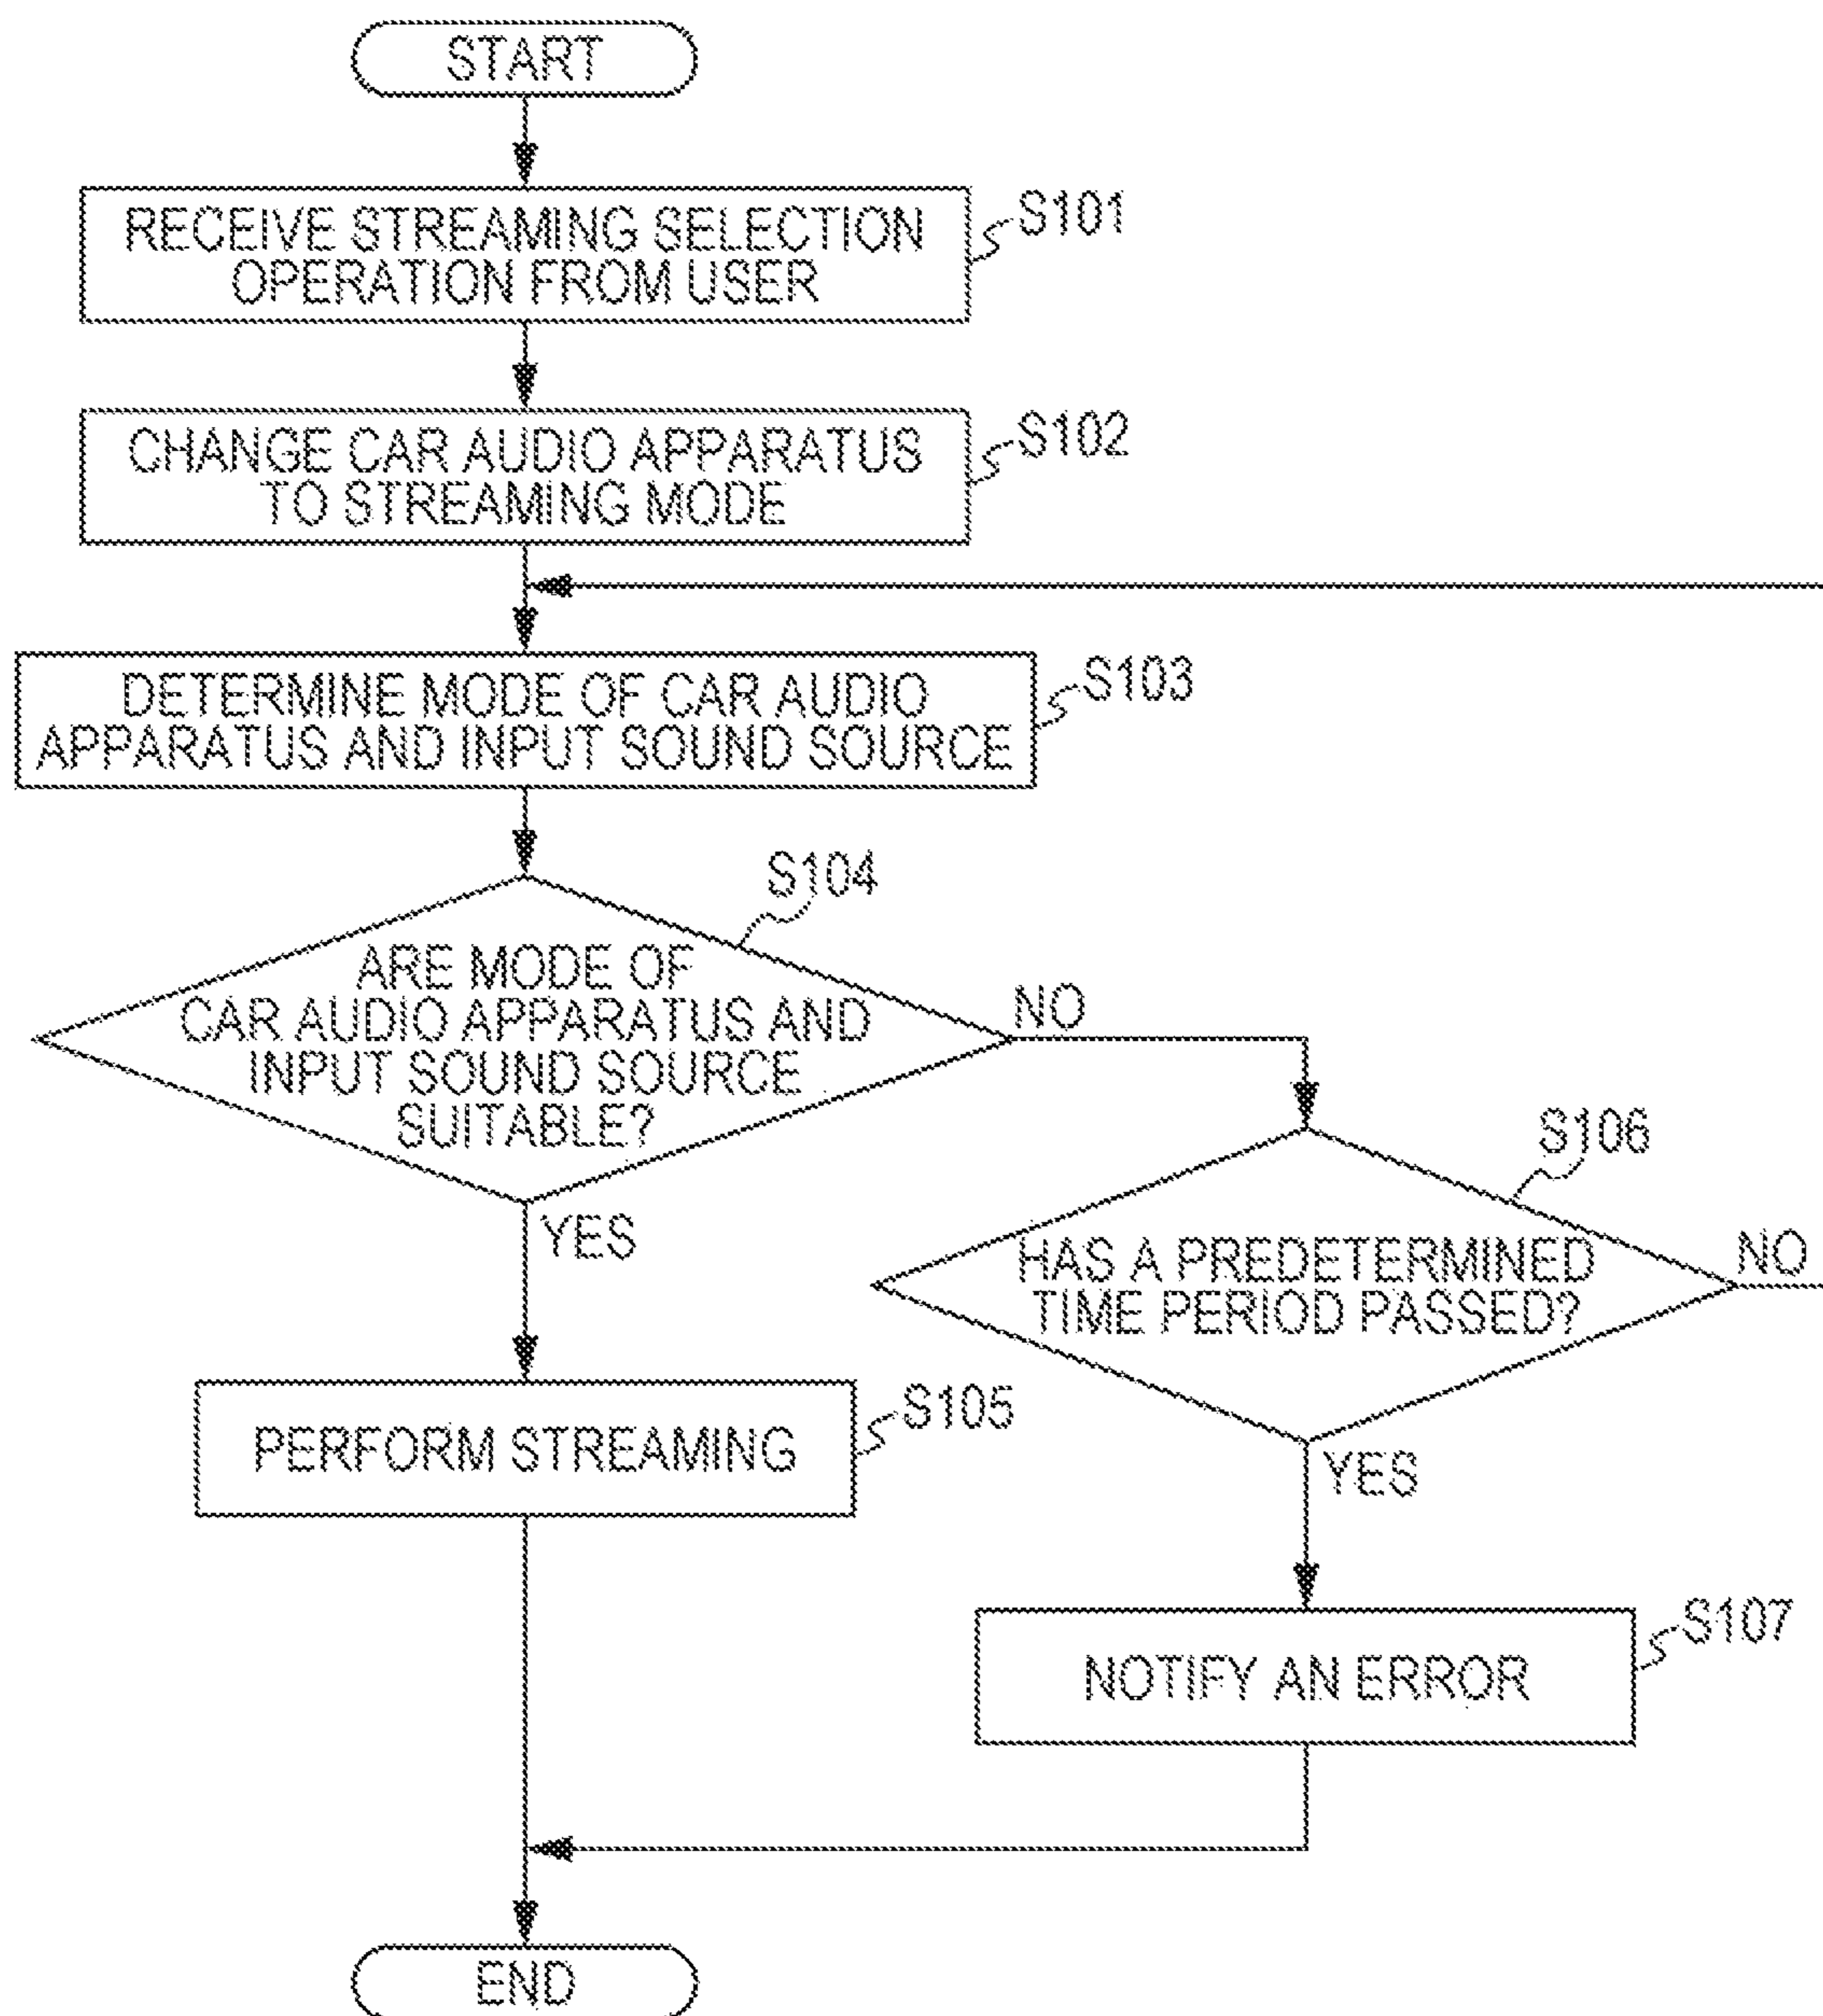 START
RECEIVE STREAMING SELECTION
OPERATION FROM USER
S101
CHANGE CAR AUDIO APPARATUS
TO STREAMING MODE
S102
DETERMINE MODE OF CAR AUDIO
APPARATUS AND INPUT SOUND SOURCE
S103
S104
ARE MODE OF
CAR AUDIO APPARATUS AND
INPUT SOUND SOURCE
SUITABLE?
NO
YES
S106
HAS A PREDETERMINED
TIME PERIOD PASSED?
NO
YES
PERFORM STREAMING
S105
NOTIFY AN ERROR
S107
END